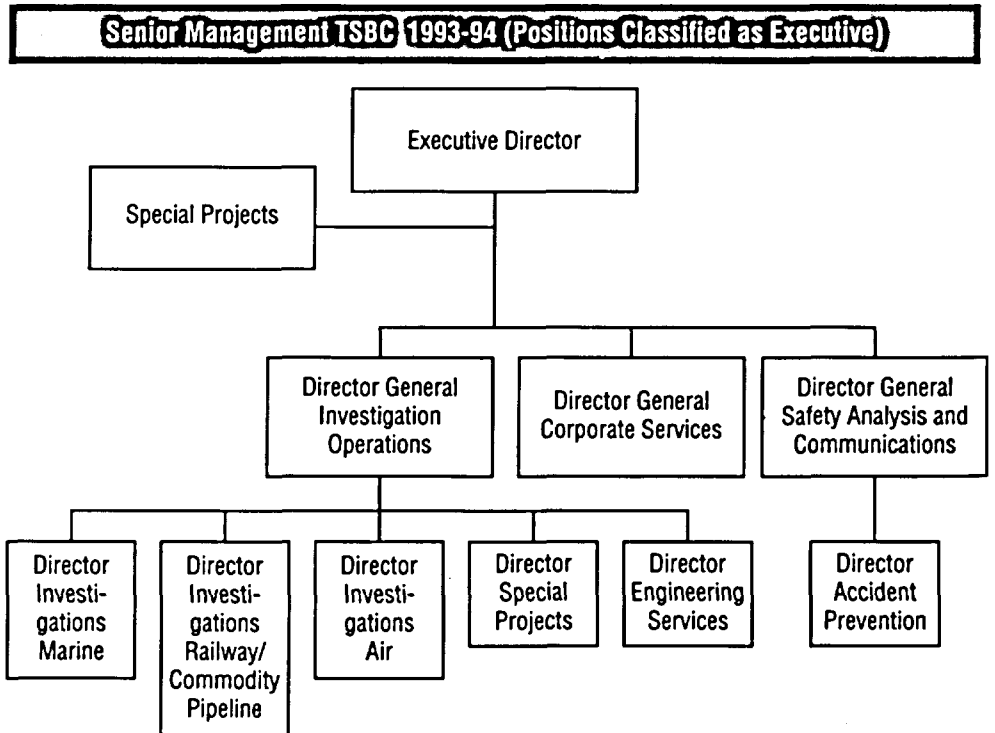 Senior Management TSBC 1993-94 (Positions Classified as Executive)
Executive Director
Special Projects
Director General
Investigation
Operations
Director General
Corporate Services
Director General
Safety Analysis and
Communications
Director
Investi-
gations
Marine
Director
Investi-
gations
Railway/
Commodity
Pipeline
Director
Investi-
gations
Air
Director
Special
Projects
Director
Engineering
Services
Director
Accident
Prevention